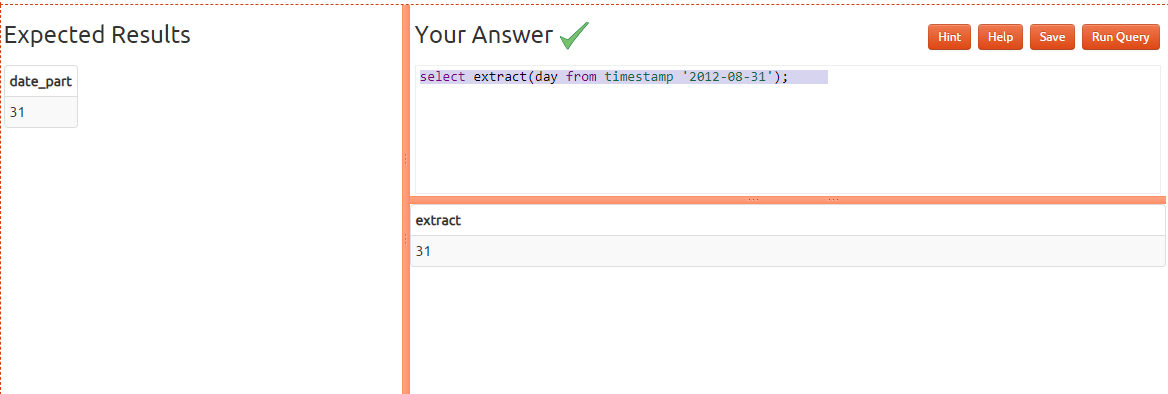 Expected Results
date_part
31
Your Answer
Hint
Help
Save
Run Query
select extract(day from timestamp '2012-08-31');
extract
31